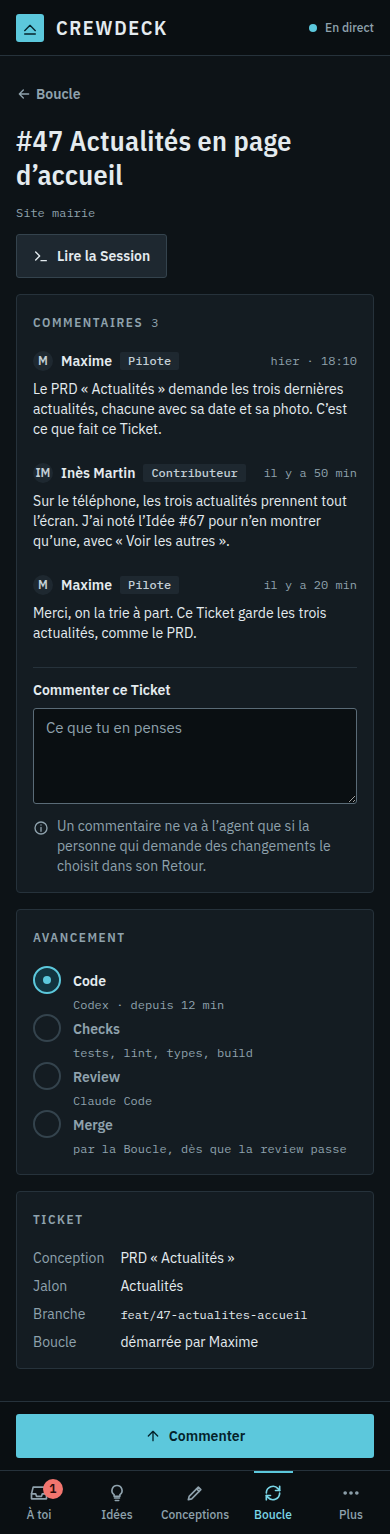 CREWDECK
En direct
← Boucle
#47 Actualités en page
d’accueil
Site mairie
Lire la Session
COMMENTAIRES 3
M Maxime Pilote hier · 18:10
Le PRD « Actualités » demande les trois dernières
actualités, chacune avec sa date et sa photo. C’est
ce que fait ce Ticket.
IM Inès Martin Contributeur il y a 50 min
Sur le téléphone, les trois actualités prennent tout
l’écran. J’ai noté l’Idée #67 pour n’en montrer
qu’une, avec « Voir les autres ».
M Maxime Pilote il y a 20 min
Merci, on la trie à part. Ce Ticket garde les trois
actualités, comme le PRD.
Commenter ce Ticket
Ce que tu en penses
Un commentaire ne va à l’agent que si la
personne qui demande des changements le
choisit dans son Retour.
AVANCEMENT
Code
Codex · depuis 12 min
Checks
tests, lint, types, build
Review
Claude Code
Merge
par la Boucle, dès que la review passe
TICKET
Conception PRD « Actualités »
Jalon Actualités
Branche feat/47-actualites-accueil
Boucle démarrée par Maxime
↑ Commenter
1
À toi Idées Conceptions Boucle Plus